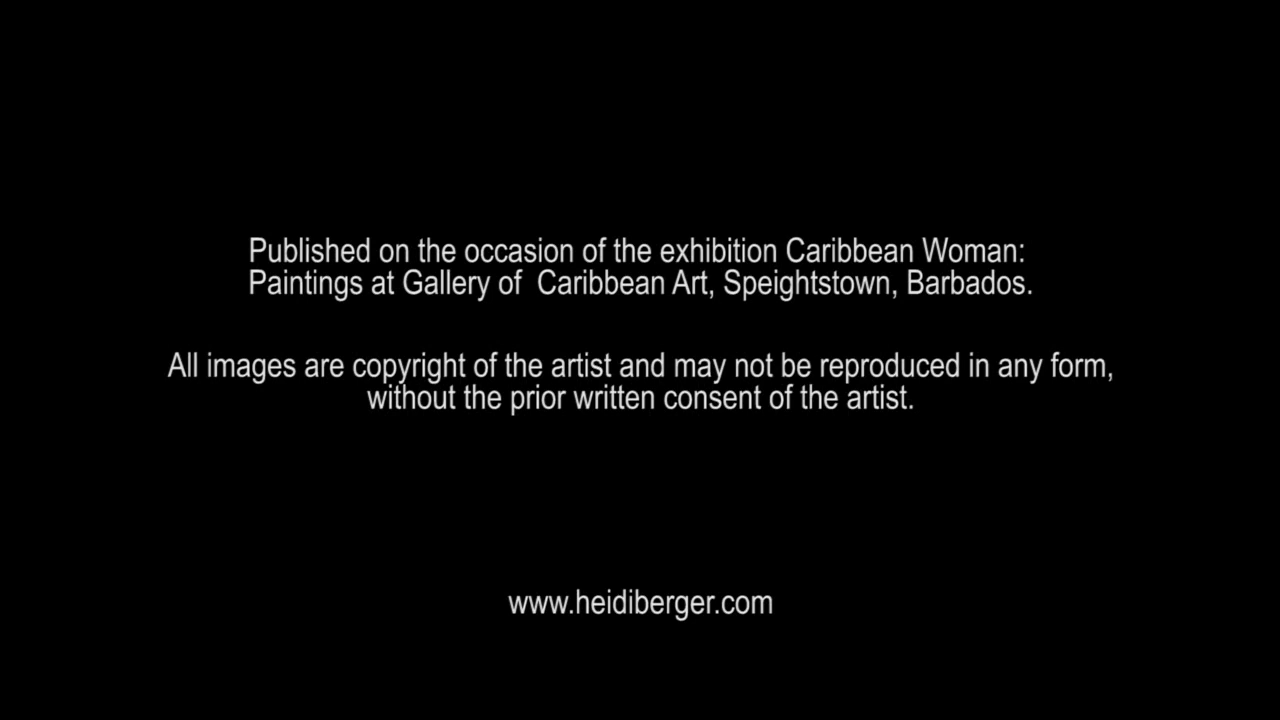 Published on the occasion of the exhibition Caribbean Woman:
Paintings at Gallery of  Caribbean Art, Speightstown, Barbados.
All images are copyright of the artist and may not be reproduced in any form,
without the prior written consent of the artist.
www.heidiberger.com